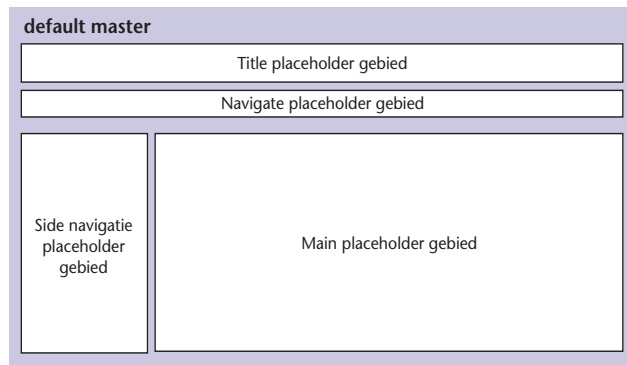 default master
Title placeholder gebied
Navigate placeholder gebied
Side navigatie
placeholder
gebied
Main placeholder gebied